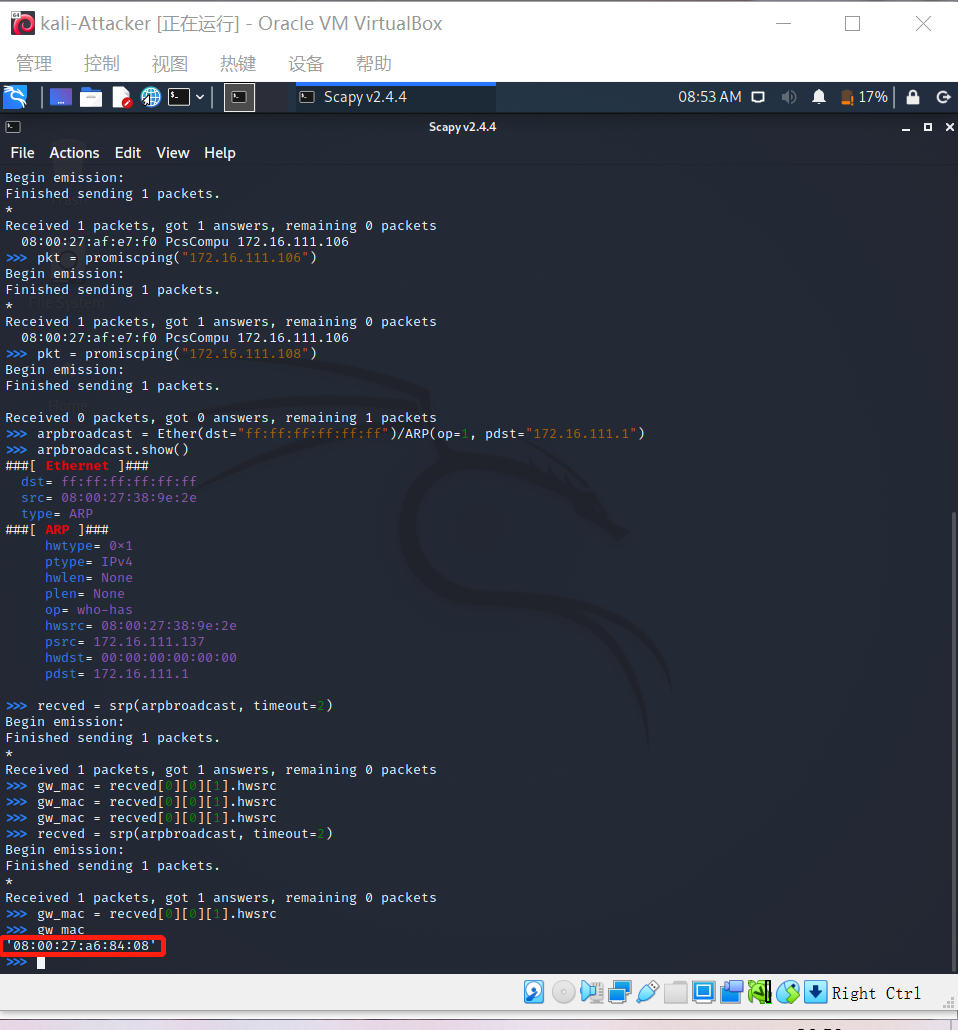 kali-Attacker [正在运行] - Oracle VM VirtualBox
管理 控制 视图 热键 设备 帮助
Scapy v2.4.4 08:53 AM 17%
Scapy v2.4.4
File Actions Edit View Help
Begin emission:
Finished sending 1 packets.
*
Received 1 packets, got 1 answers, remaining 0 packets
  08:00:27:af:e7:f0 PcsCompu 172.16.111.106
>>> pkt = promiscping("172.16.111.106")
Begin emission:
Finished sending 1 packets.
*
File System
Received 1 packets, got 1 answers, remaining 0 packets
  08:00:27:af:e7:f0 PcsCompu 172.16.111.106
>>> pkt = promiscping("172.16.111.108")
Begin emission:
Finished sending 1 packets.
Home
Received 0 packets, got 0 answers, remaining 1 packets
>>> arpbroadcast = Ether(dst="ff:ff:ff:ff:ff:ff")/ARP(op=1, pdst="172.16.111.1")
>>> arpbroadcast.show()
###[ Ethernet ]###
  dst= ff:ff:ff:ff:ff:ff
  src= 08:00:27:38:9e:2e
  type= ARP
###[ ARP ]###
     hwtype= 0×1
     ptype= IPv4
     hwlen= None
     plen= None
     op= who-has
     hwsrc= 08:00:27:38:9e:2e
     psrc= 172.16.111.137
     hwdst= 00:00:00:00:00:00
     pdst= 172.16.111.1
>>> recved = srp(arpbroadcast, timeout=2)
Begin emission:
Finished sending 1 packets.
*
Received 1 packets, got 1 answers, remaining 0 packets
>>> gw_mac = recved[0][0][1].hwsrc
>>> gw_mac = recved[0][0][1].hwsrc
>>> gw_mac = recved[0][0][1].hwsrc
>>> recved = srp(arpbroadcast, timeout=2)
Begin emission:
Finished sending 1 packets.
*
Received 1 packets, got 1 answers, remaining 0 packets
>>> gw_mac = recved[0][0][1].hwsrc
>>> gw_mac
'08:00:27:a6:84:08'
>>>
Right Ctrl